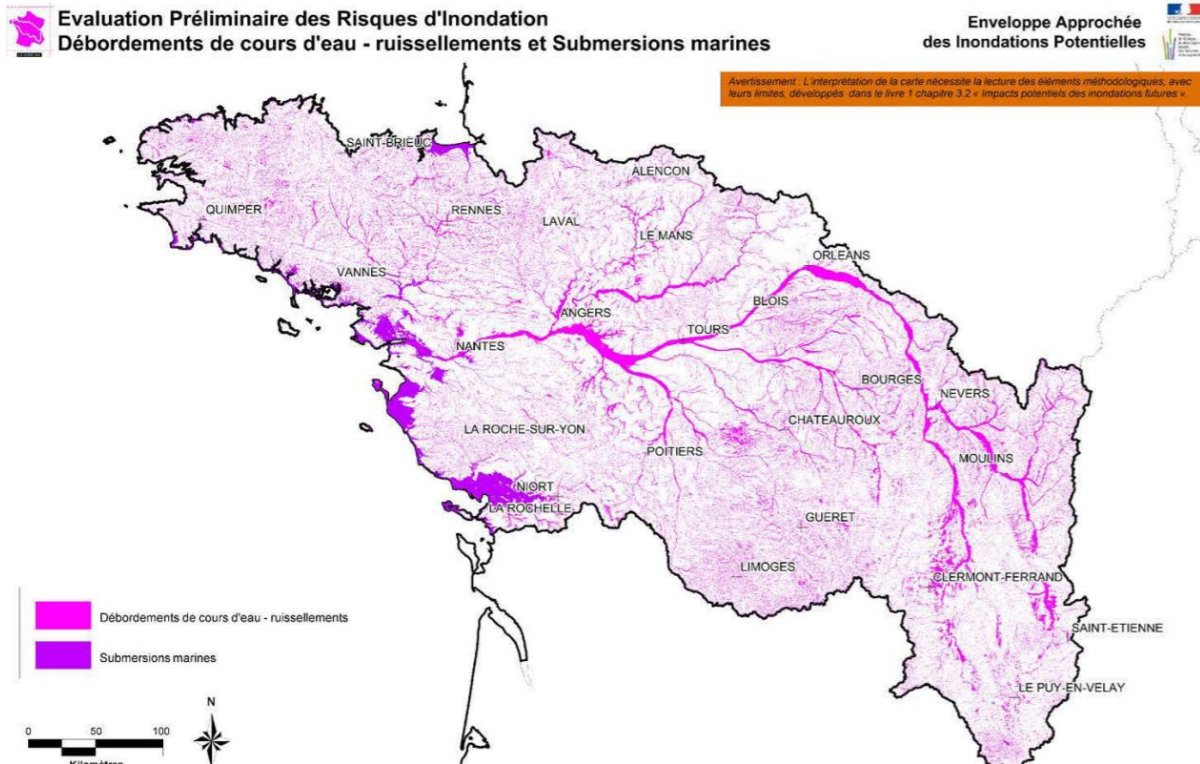 Evaluation Préliminaire des Risques d'Inondation
Débordements de cours d'eau - ruissellements et Submersions marines
Enveloppe Approchée
des Inondations Potentielles
Avertissement : L'interprétation de la carte nécessite la lecture des éléments méthodologiques, avec
leurs limites, développés dans le livre 1 chapitre 3.2 « Impacts potentiels des inondations futures ».
SAINT-BRIEUC
ALENCON
QUIMPER
RENNES
LAVAL
LE MANS
ORLEANS
VANNES
BLOIS
ANGERS
TOURS
NANTES
BOURGES
NEVERS
CHATEAUROUX
LA ROCHE-SUR-YON
POITIERS
MOULINS
NIORT
LA ROCHELLE
GUERET
LIMOGES
CLERMONT-FERRAND
SAINT-ETIENNE
LE PUY-EN-VELAY
Débordements de cours d'eau - ruissellements
Submersions marines
N
0 50 100
Kilomètres